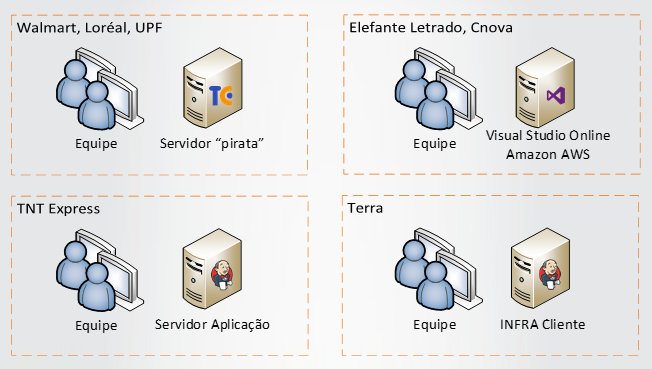 Walmart, Loréal, UPF
TC
Equipe
Servidor “pirata”
Elefante Letrado, Cnova
Equipe
Visual Studio Online
Amazon AWS
TNT Express
Equipe
Servidor Aplicação
Terra
Equipe
INFRA Cliente